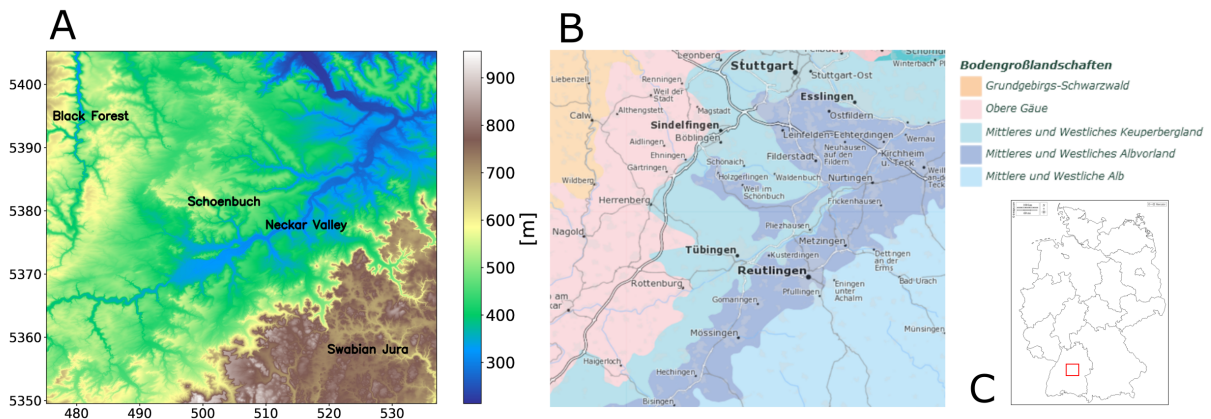 A
5400
5390
5380
5370
5360
5350
480
490
500
510
520
530
Black Forest
Schoenbuch
Neckar Valley
Swabian Jura
900
800
700
600
500
400
300
[m]
B
Leonberg
Stuttgart
Winterbach
Liebenzell
Renningen
Stuttgart-Ost
Weil der
Stadt
Esslingen
Calw
Althengstett
Magstadt
Ostfildern
Sindelfingen
Böblingen
Leinfelden-Echterdingen
Wernau
Aidlingen
Ehningen
Neuhausen
auf den
Fildern
Kirchheim
u. Teck
Schönaich
Filderstadt
Gärtringen
Holzgerlingen
Waldenbuch
Wildberg
Weil im
Schönbuch
Nürtingen
Herrenberg
Frickenhausen
Nagold
Pliezhausen
Metzingen
Tübingen
Kusterdingen
Dettingen
an der
Erms
Reutlingen
Rottenburg
Pfullingen
Eningen
unter
Achalm
Bad-Urach
Gomaringen
Mössingen
Münsingen
Haigerloch
Hechingen
Bisingen
Bodengroßlandschaften
Grundgebirgs-Schwarzwald
Obere Gäue
Mittleres und Westliches Keuperbergland
Mittleres und Westliches Albvorland
Mittlere und Westliche Alb
C